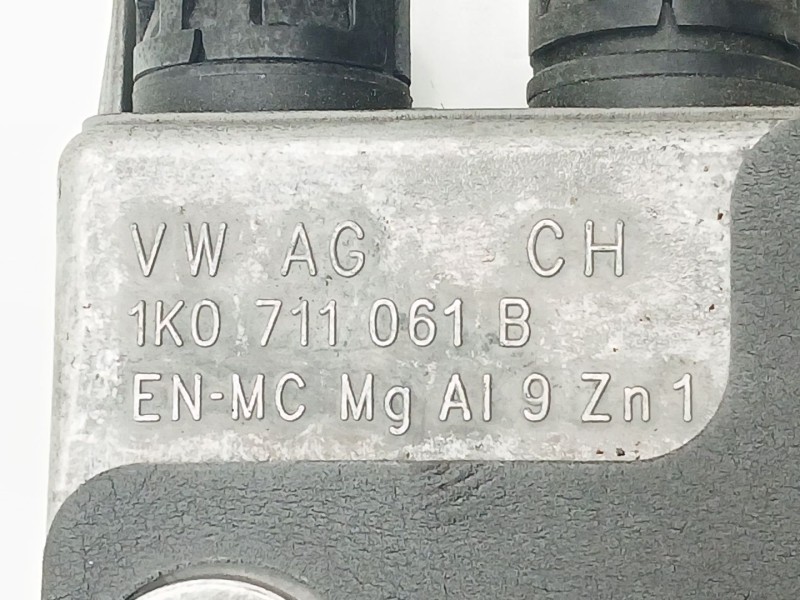 VW AG CH
1K0 711 061 B
EN-MC Mg Al 9 Zn 1